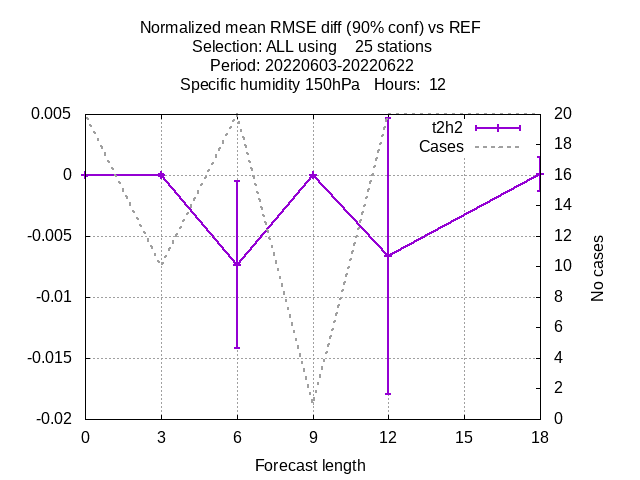 Normalized mean RMSE diff (90% conf) vs REF
Selection: ALL using    25 stations
Period: 20220603-20220622
Specific humidity 150hPa   Hours:  12
0.005
0
-0.005
-0.01
-0.015
-0.02
t2h2
Cases
20
18
16
14
12
10
8
6
4
2
0
No cases
0 3 6 9 12 15 18
Forecast length